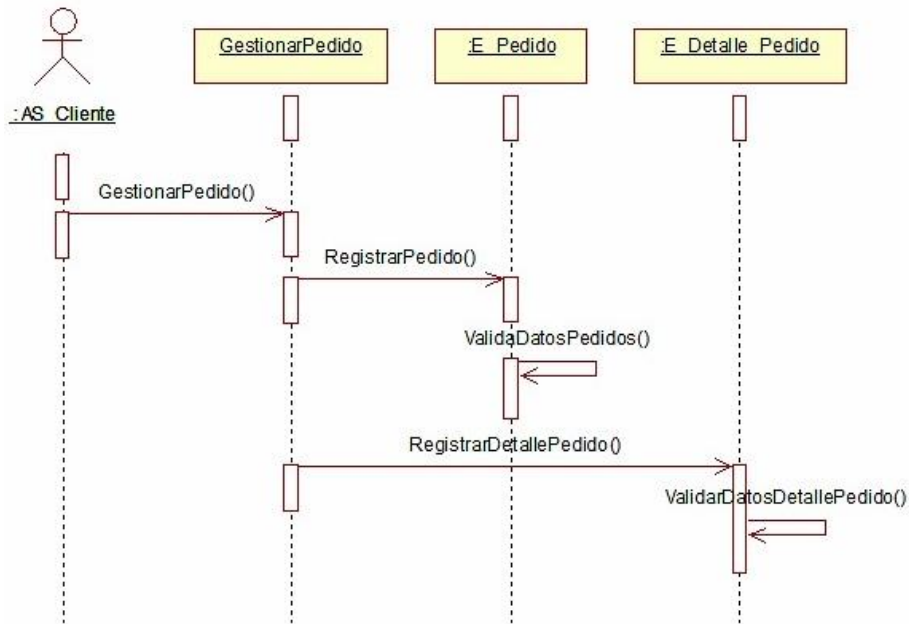 GestionarPedido
:E_Pedido
:E_Detalle_Pedido
:AS_Cliente
GestionarPedido()
RegistrarPedido()
ValidaDatosPedidos()
RegistrarDetallePedido()
ValidarDatosDetallePedido()